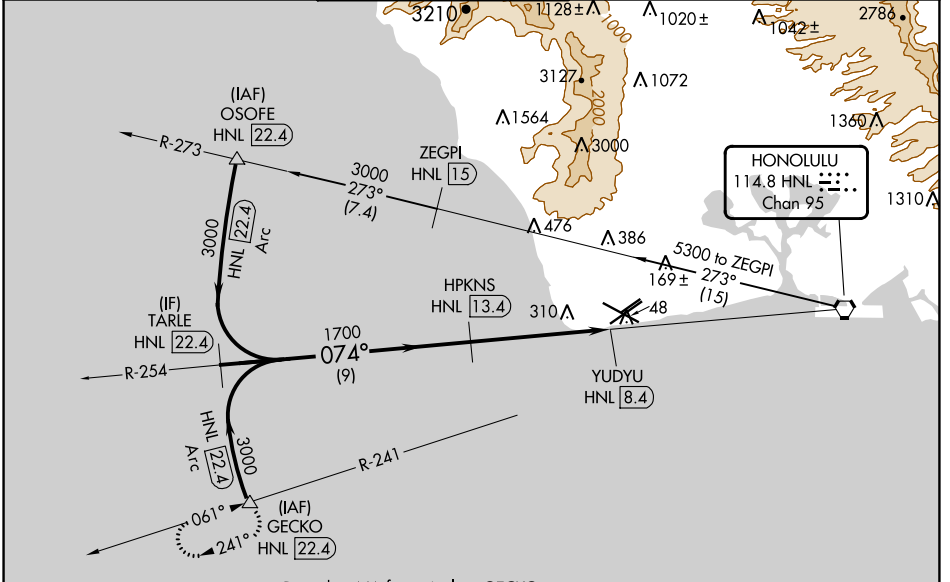 3210
1128±
1020±
1042±
2786
3127
1072
2000
1000
1564
3000
1360
1310
(IAF)
OSOFE
HNL 22.4
R-273
3000
273°
(7.4)
ZEGPI
HNL 15
HONOLULU
114.8 HNL
Chan 95
476
386
169±
5300 to ZEGPI
273°
(15)
3000
HNL 22.4
Arc
(IF)
TARLE
HNL 22.4
HPKNS
HNL 13.4
310
48
1700
074°
(9)
R-254
YUDYU
HNL 8.4
HNL 22.4
Arc
3000
R-241
061°
241°
(IAF)
GECKO
HNL 22.4